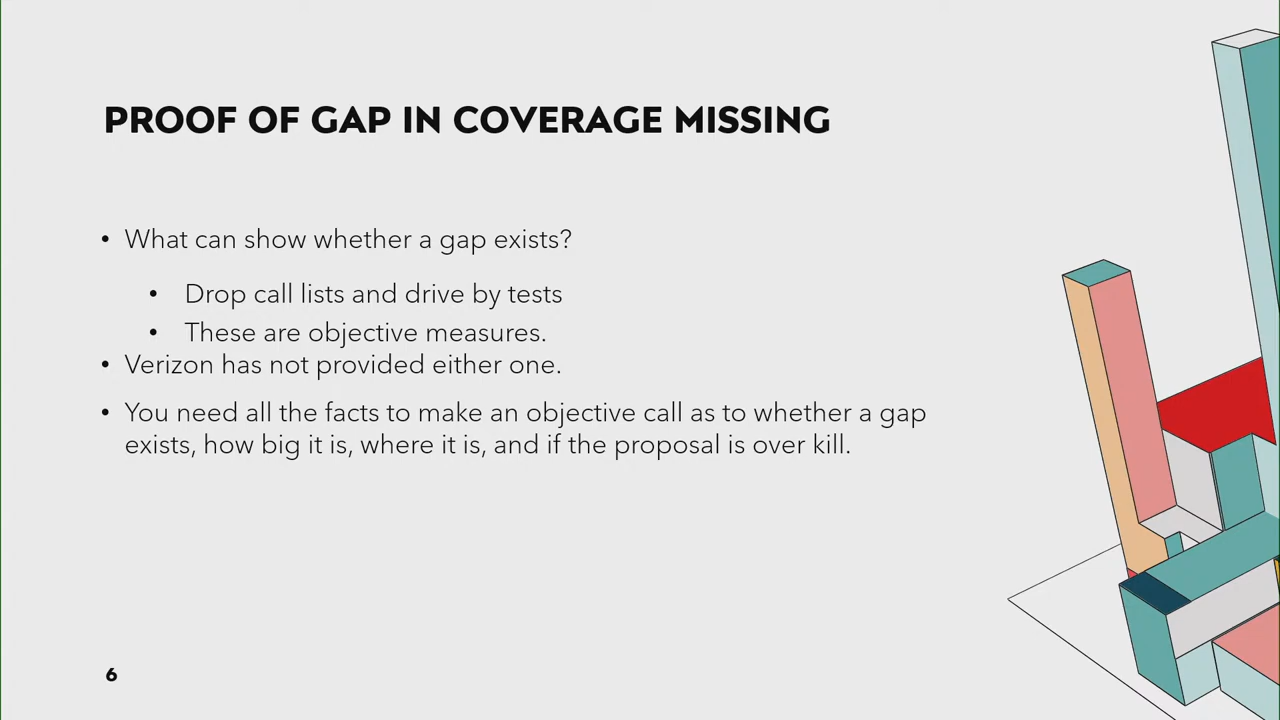 PROOF OF GAP IN COVERAGE MISSING
• What can show whether a gap exists?
• Drop call lists and drive by tests
• These are objective measures.
• Verizon has not provided either one.
• You need all the facts to make an objective call as to whether a gap
exists, how big it is, where it is, and if the proposal is over kill.
6